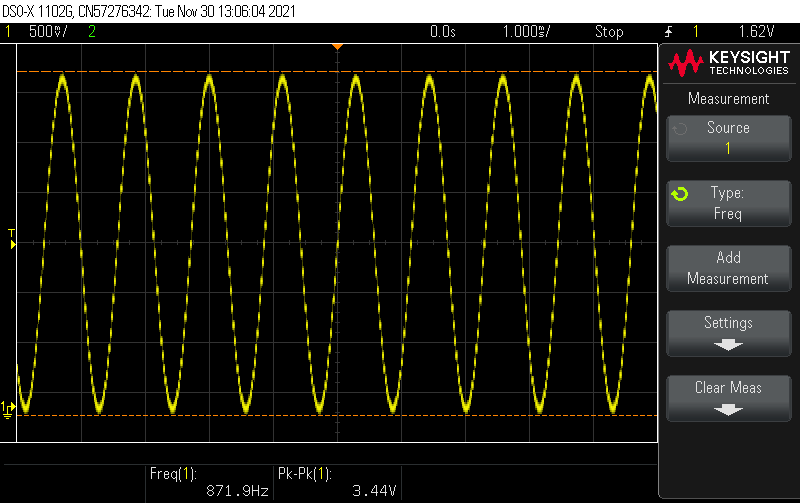 DSO-X 1102G, CN57276342: Tue Nov 30 13:06:04 2021
1 500mV/ 2 0.0s 1.000ms/ Stop 1 1.62V
KEYSIGHT
TECHNOLOGIES
Measurement
Source
1
Type:
Freq
T
Add
Measurement
Settings
Clear Meas
1
Freq(1): Pk-Pk(1):
871.9Hz 3.44V